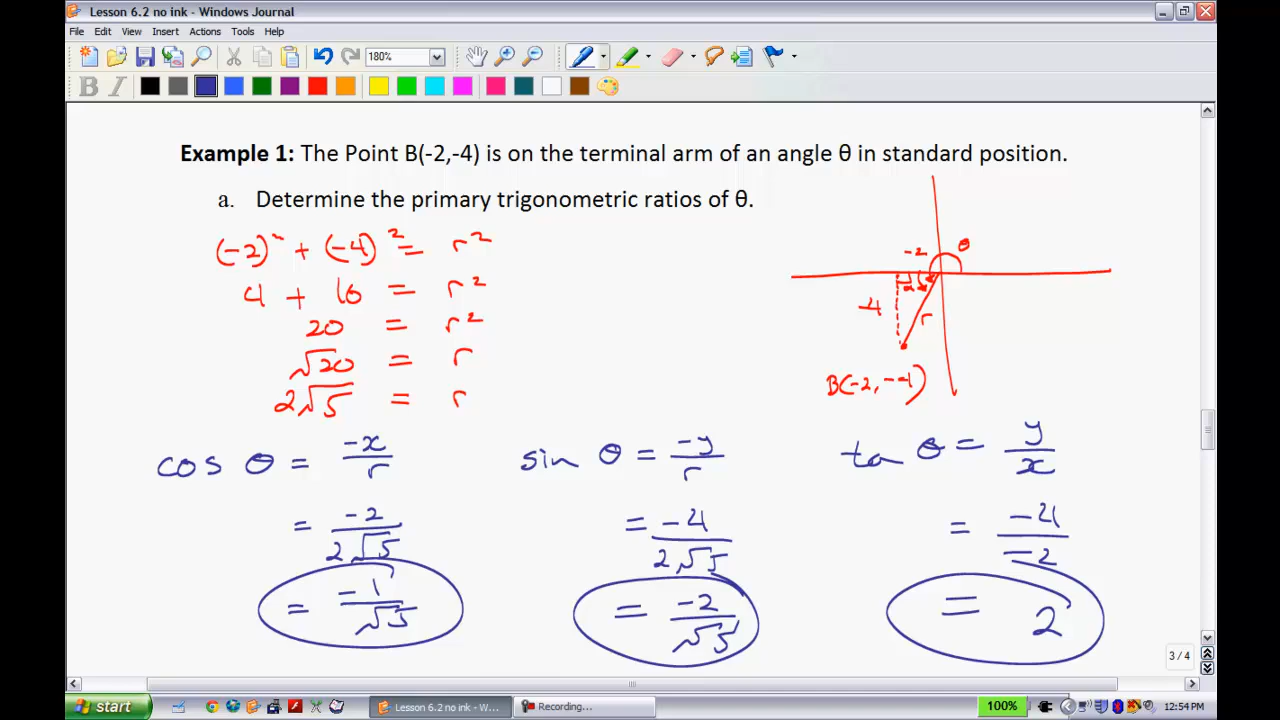 Lesson 6.2 no ink - Windows Journal
File Edit View Insert Actions Tools Help
180%
B I
Example 1: The Point B(-2,-4) is on the terminal arm of an angle θ in standard position.
a. Determine the primary trigonometric ratios of θ.
(-2)² + (-4)² = r²
4 + 16 = r²
20 = r²
√20 = r
2√5 = r
-2 θ
-4 r
B(-2, -4)
cos θ = -x/r
= -2/2√5
= -1/√5
sin θ = -y/r
= -4/2√5
= -2/√5
tan θ = y/x
= -4/-2
= 2
3 / 4
start
Lesson 6.2 no ink - W...
Recording...
100%
12:54 PM